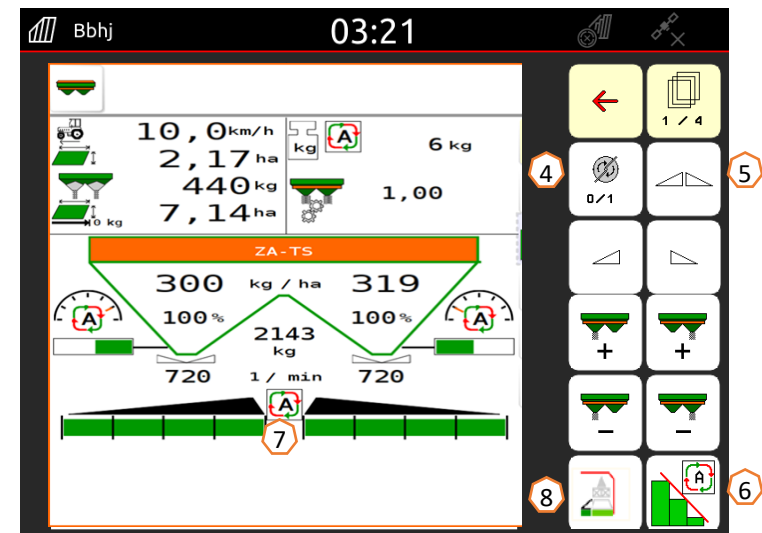 Bbhj
03:21
1 / 4
10,0 km/h
2,17 ha
440 kg
7,14 ha
0 kg
kg
A
6 kg
1,00
4
0/1
5
ZA-TS
300 kg / ha 319
A
100%
100%
A
2143
kg
720 1 / min 720
A
7
+
+
−
−
8
A
6